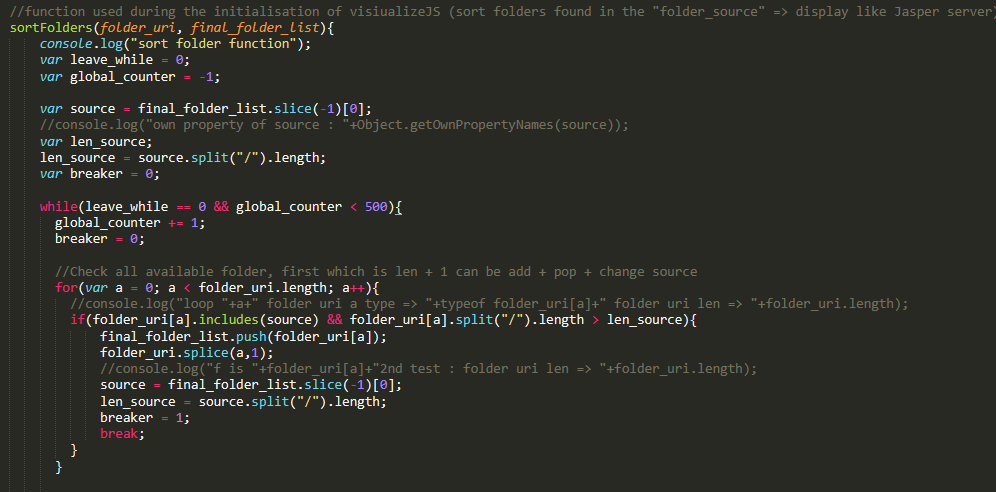 //function used during the initialisation of visiualizeJS (sort folders found in the "folder_source" => display like Jasper server)
sortFolders(folder_uri, final_folder_list){
console.log("sort folder function");
var leave_while = 0;
var global_counter = -1;
var source = final_folder_list.slice(-1)[0];
//console.log("own property of source : "+Object.getOwnPropertyNames(source));
var len_source;
len_source = source.split("/").length;
var breaker = 0;
while(leave_while == 0 && global_counter < 500){
global_counter += 1;
breaker = 0;
//Check all available folder, first which is len + 1 can be add + pop + change source
for(var a = 0; a < folder_uri.length; a++){
//console.log("loop "+a+" folder uri a type => "+typeof folder_uri[a]+" folder uri len => "+folder_uri.length);
if(folder_uri[a].includes(source) && folder_uri[a].split("/").length > len_source){
final_folder_list.push(folder_uri[a]);
folder_uri.splice(a,1);
//console.log("f is "+folder_uri[a]+"2nd test : folder uri len => "+folder_uri.length);
source = final_folder_list.slice(-1)[0];
len_source = source.split("/").length;
breaker = 1;
break;
}
}